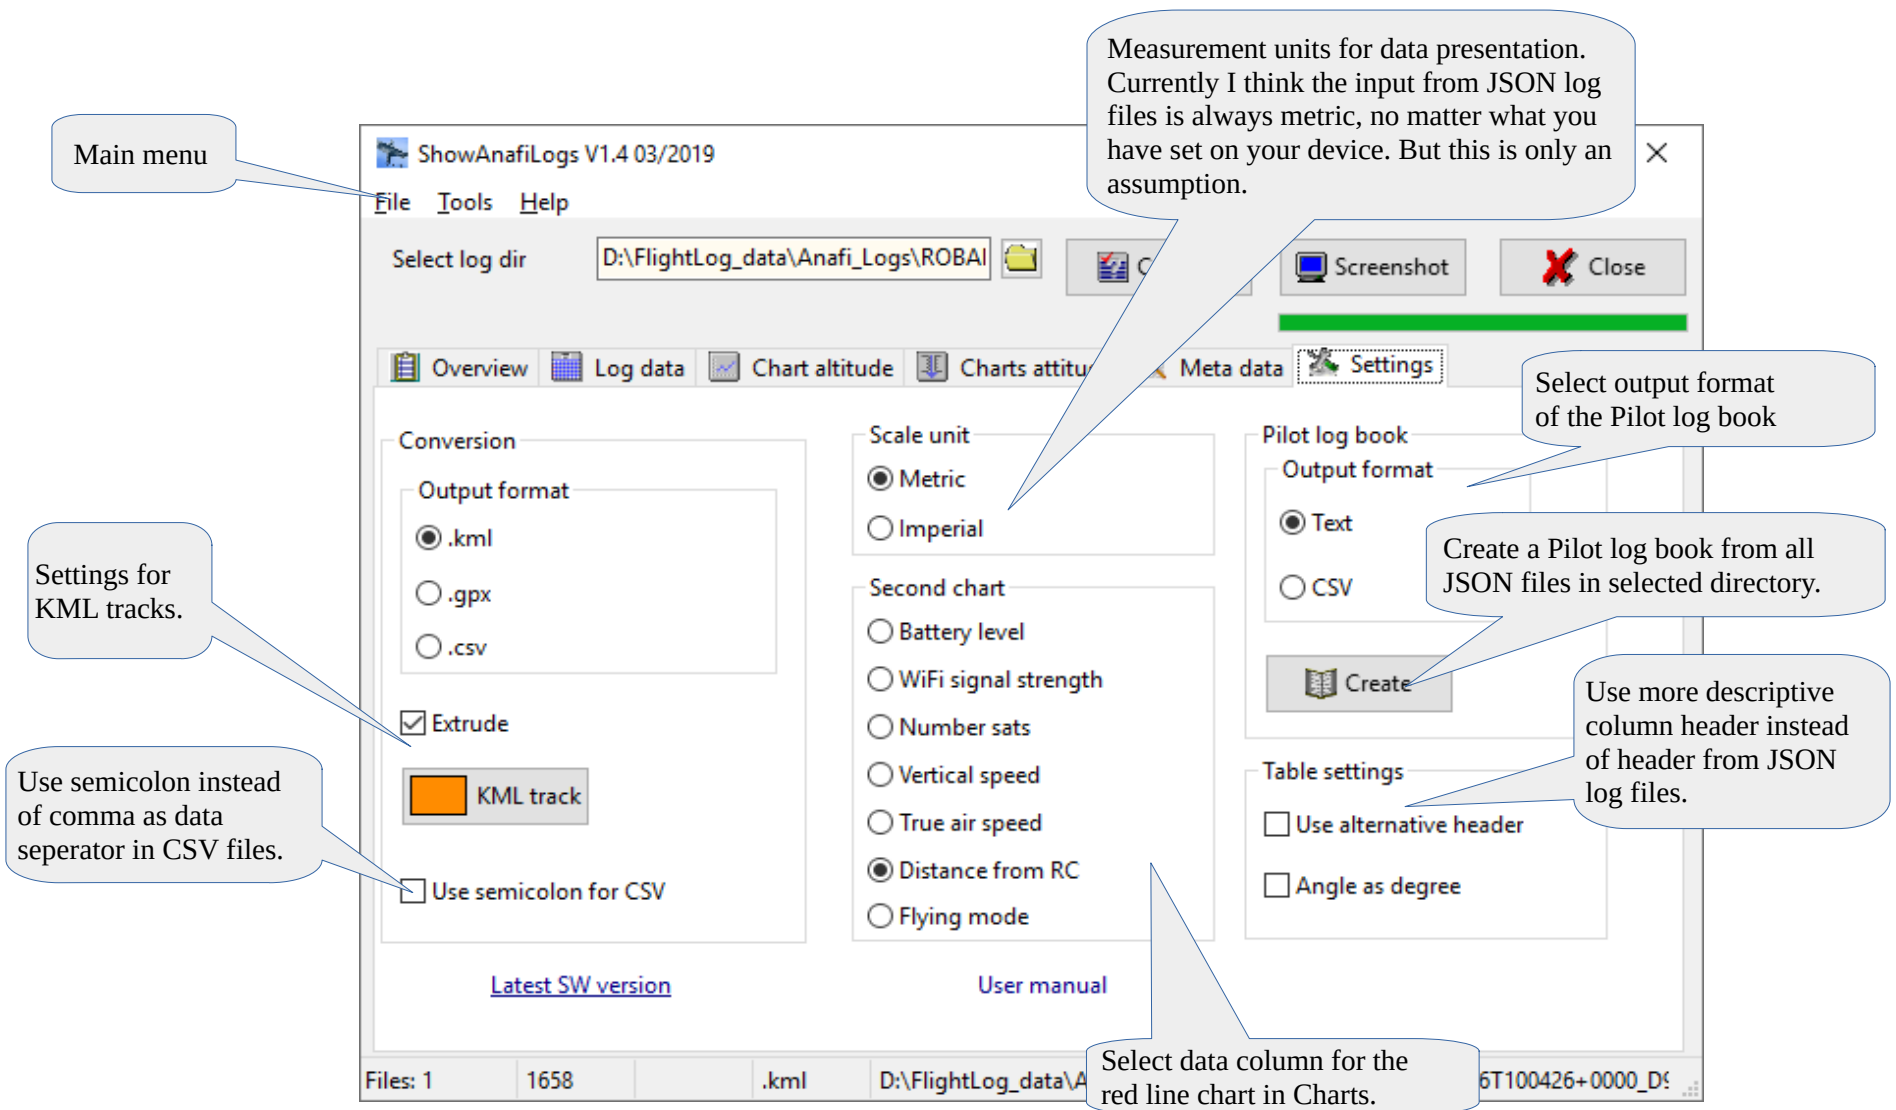 Measurement units for data presentation.
Currently I think the input from JSON log
files is always metric, no matter what you
have set on your device. But this is only an
assumption.
Main menu
ShowAnafiLogs V1.4 03/2019
File Tools Help
Select log dir
D:\FlightLog_data\Anafi_Logs\ROBAI
Screenshot
Close
Overview
Log data
Chart altitude
Charts attitu
Meta data
Settings
Select output format
of the Pilot log book
Conversion
Output format
.kml
.gpx
.csv
Extrude
KML track
Use semicolon for CSV
Settings for
KML tracks.
Use semicolon instead
of comma as data
seperator in CSV files.
Scale unit
Metric
Imperial
Second chart
Battery level
WiFi signal strength
Number sats
Vertical speed
True air speed
Distance from RC
Flying mode
Pilot log book
Output format
Text
CSV
Create a Pilot log book from all
JSON files in selected directory.
Create
Use more descriptive
column header instead
of header from JSON
log files.
Table settings
Use alternative header
Angle as degree
Latest SW version
User manual
Select data column for the
red line chart in Charts.
Files: 1
1658
.kml
D:\FlightLog_data\A
6T100426+0000_D9